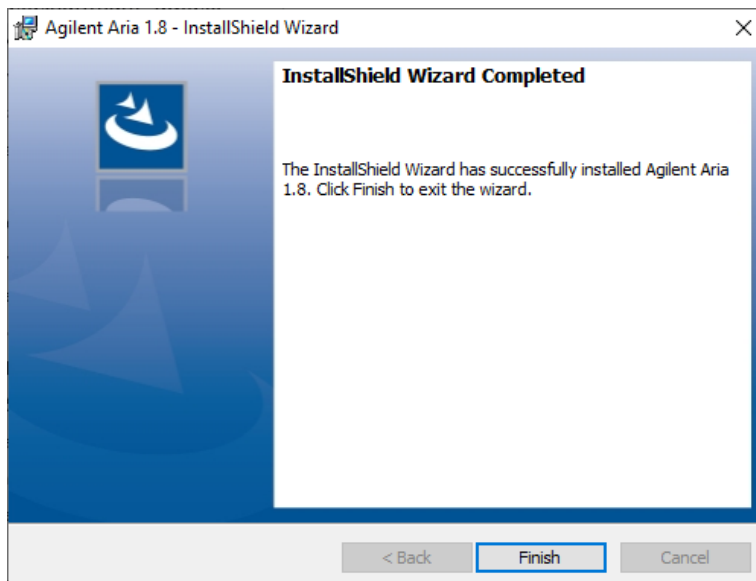 Agilent Aria 1.8 - InstallShield Wizard
InstallShield Wizard Completed
The InstallShield Wizard has successfully installed Agilent Aria
1.8. Click Finish to exit the wizard.
< Back
Finish
Cancel